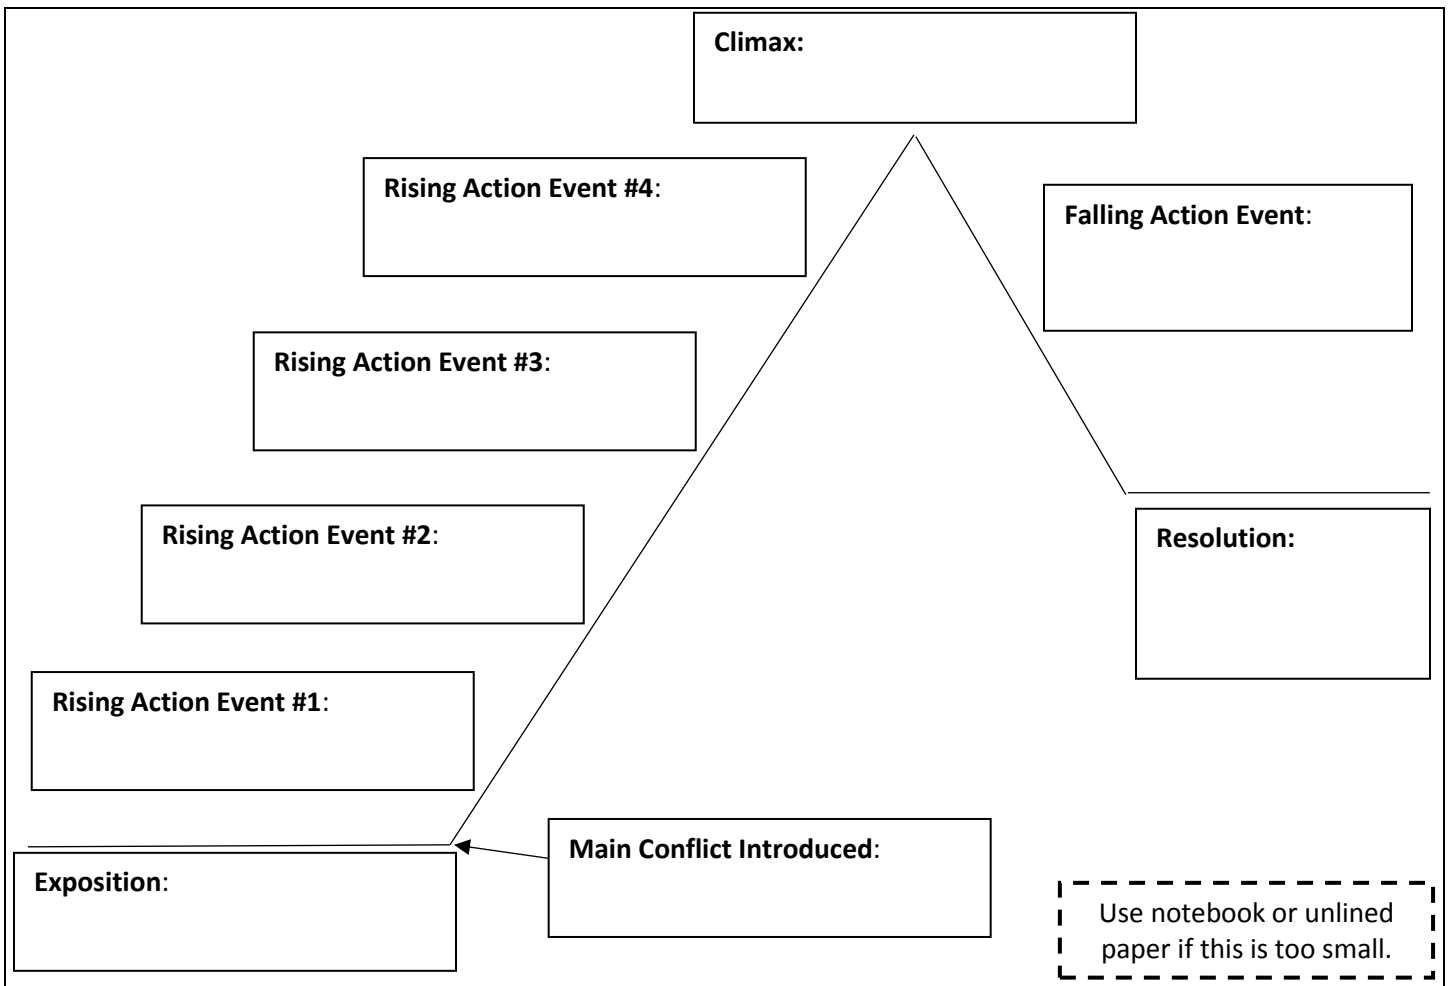 Climax:
Rising Action Event #4:
Falling Action Event:
Rising Action Event #3:
Rising Action Event #2:
Resolution:
Rising Action Event #1:
Main Conflict Introduced:
Exposition:
Use notebook or unlined
paper if this is too small.